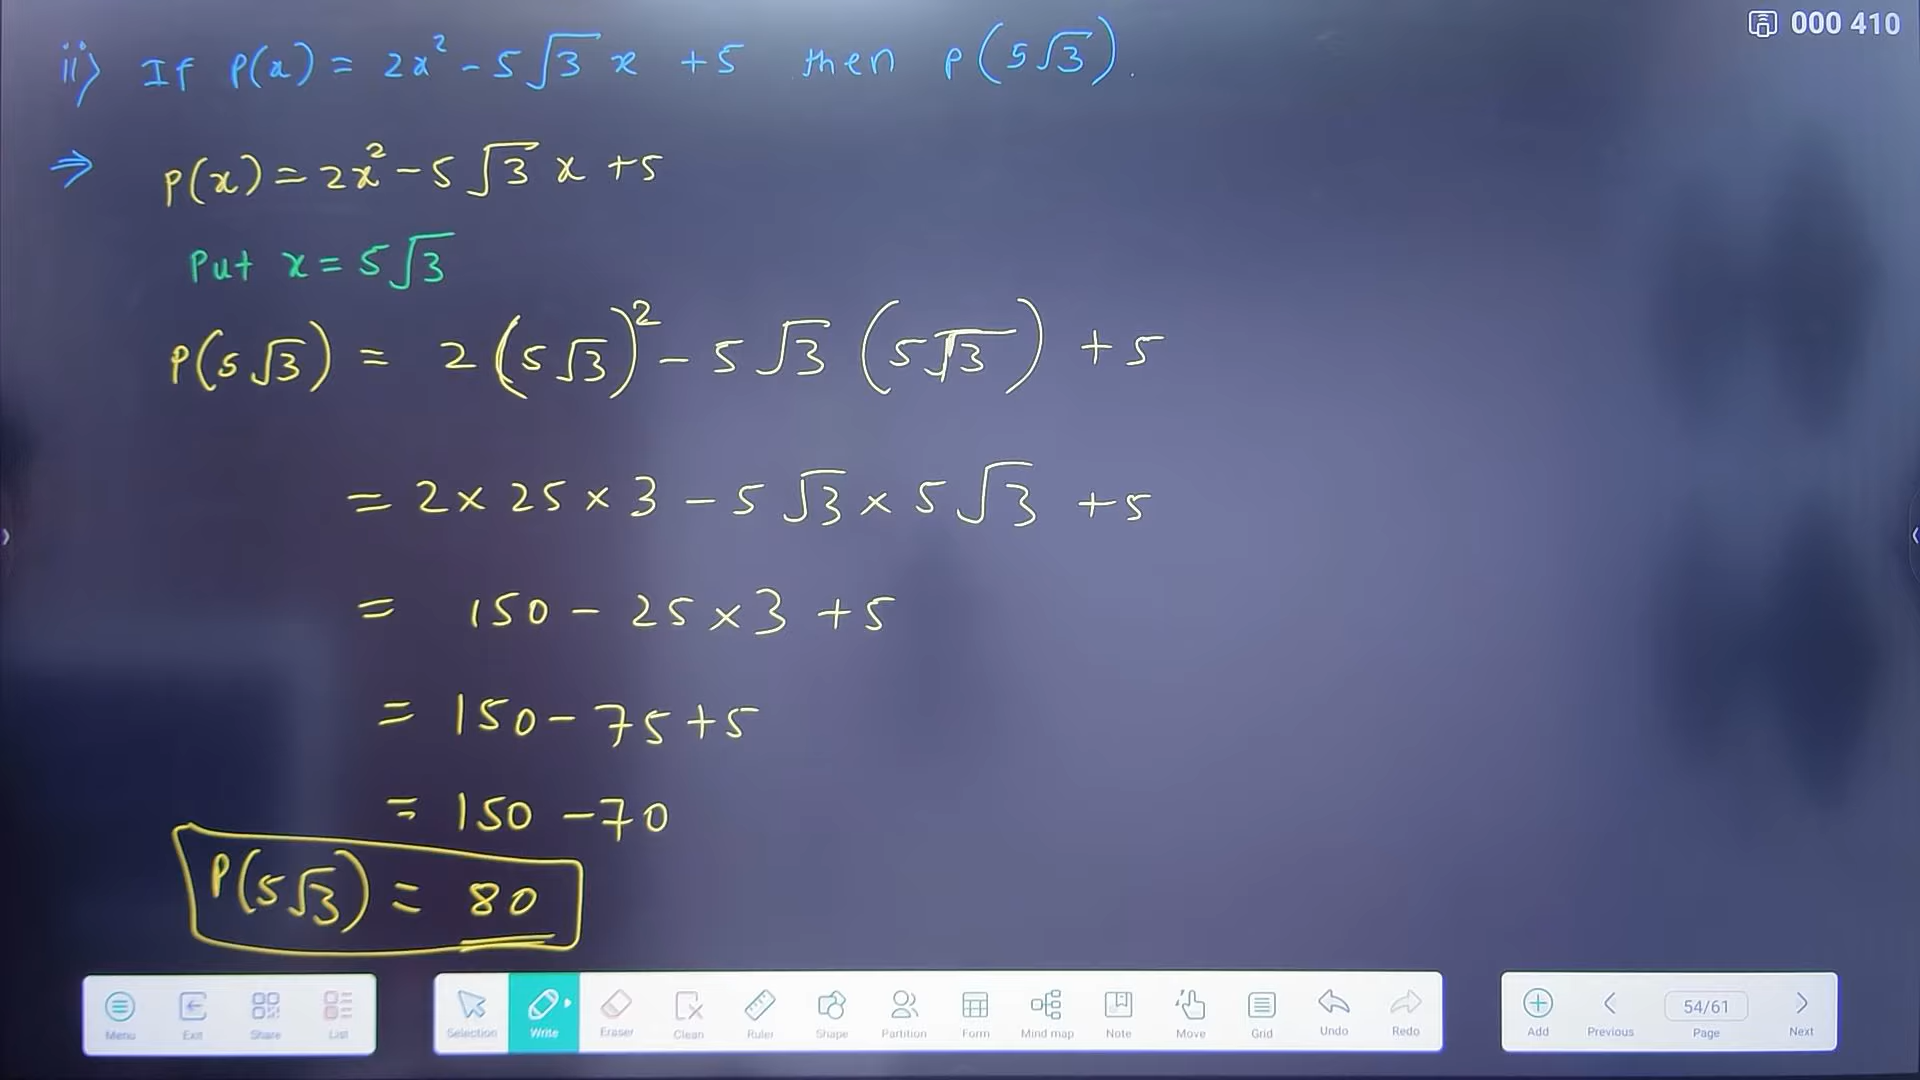 000 410
ii) If P(x) = 2x² - 5√3 x + 5 then P(5√3).
⇒ P(x) = 2x² - 5√3 x + 5
Put x = 5√3
P(5√3) = 2(5√3)² - 5√3 (5√3) + 5
= 2 × 25 × 3 - 5√3 × 5√3 + 5
= 150 - 25 × 3 + 5
= 150 - 75 + 5
= 150 - 70
P(5√3) = 80
Menu Exit Share List Selection Write Eraser Clean Ruler Shape Partition Form Mind map Note Move Grid Undo Redo Add Previous 54/61 Page Next